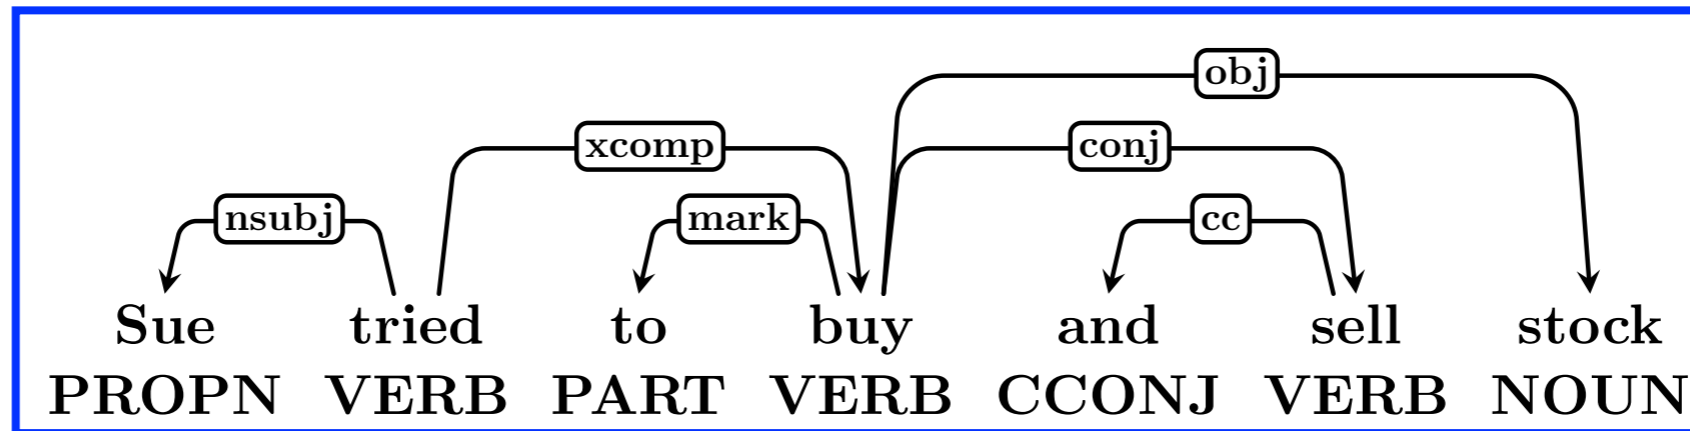 obj
xcomp conj
nsubj mark cc
Sue tried to buy and sell stock
PROPN VERB PART VERB CCONJ VERB NOUN